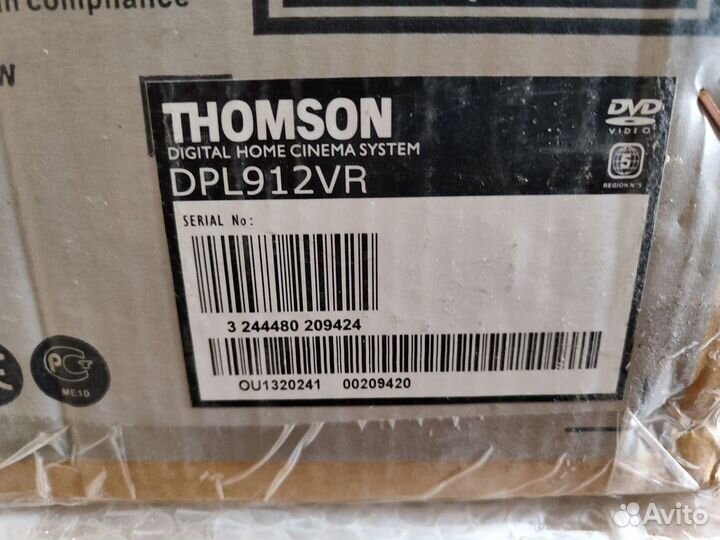 compliance
THOMSON
DIGITAL HOME CINEMA SYSTEM
DPL912VR
DVD
VIDEO
5
REGION N°5
SERIAL No:
3 244480 209424
OU1320241 00209420
ME10
Avito